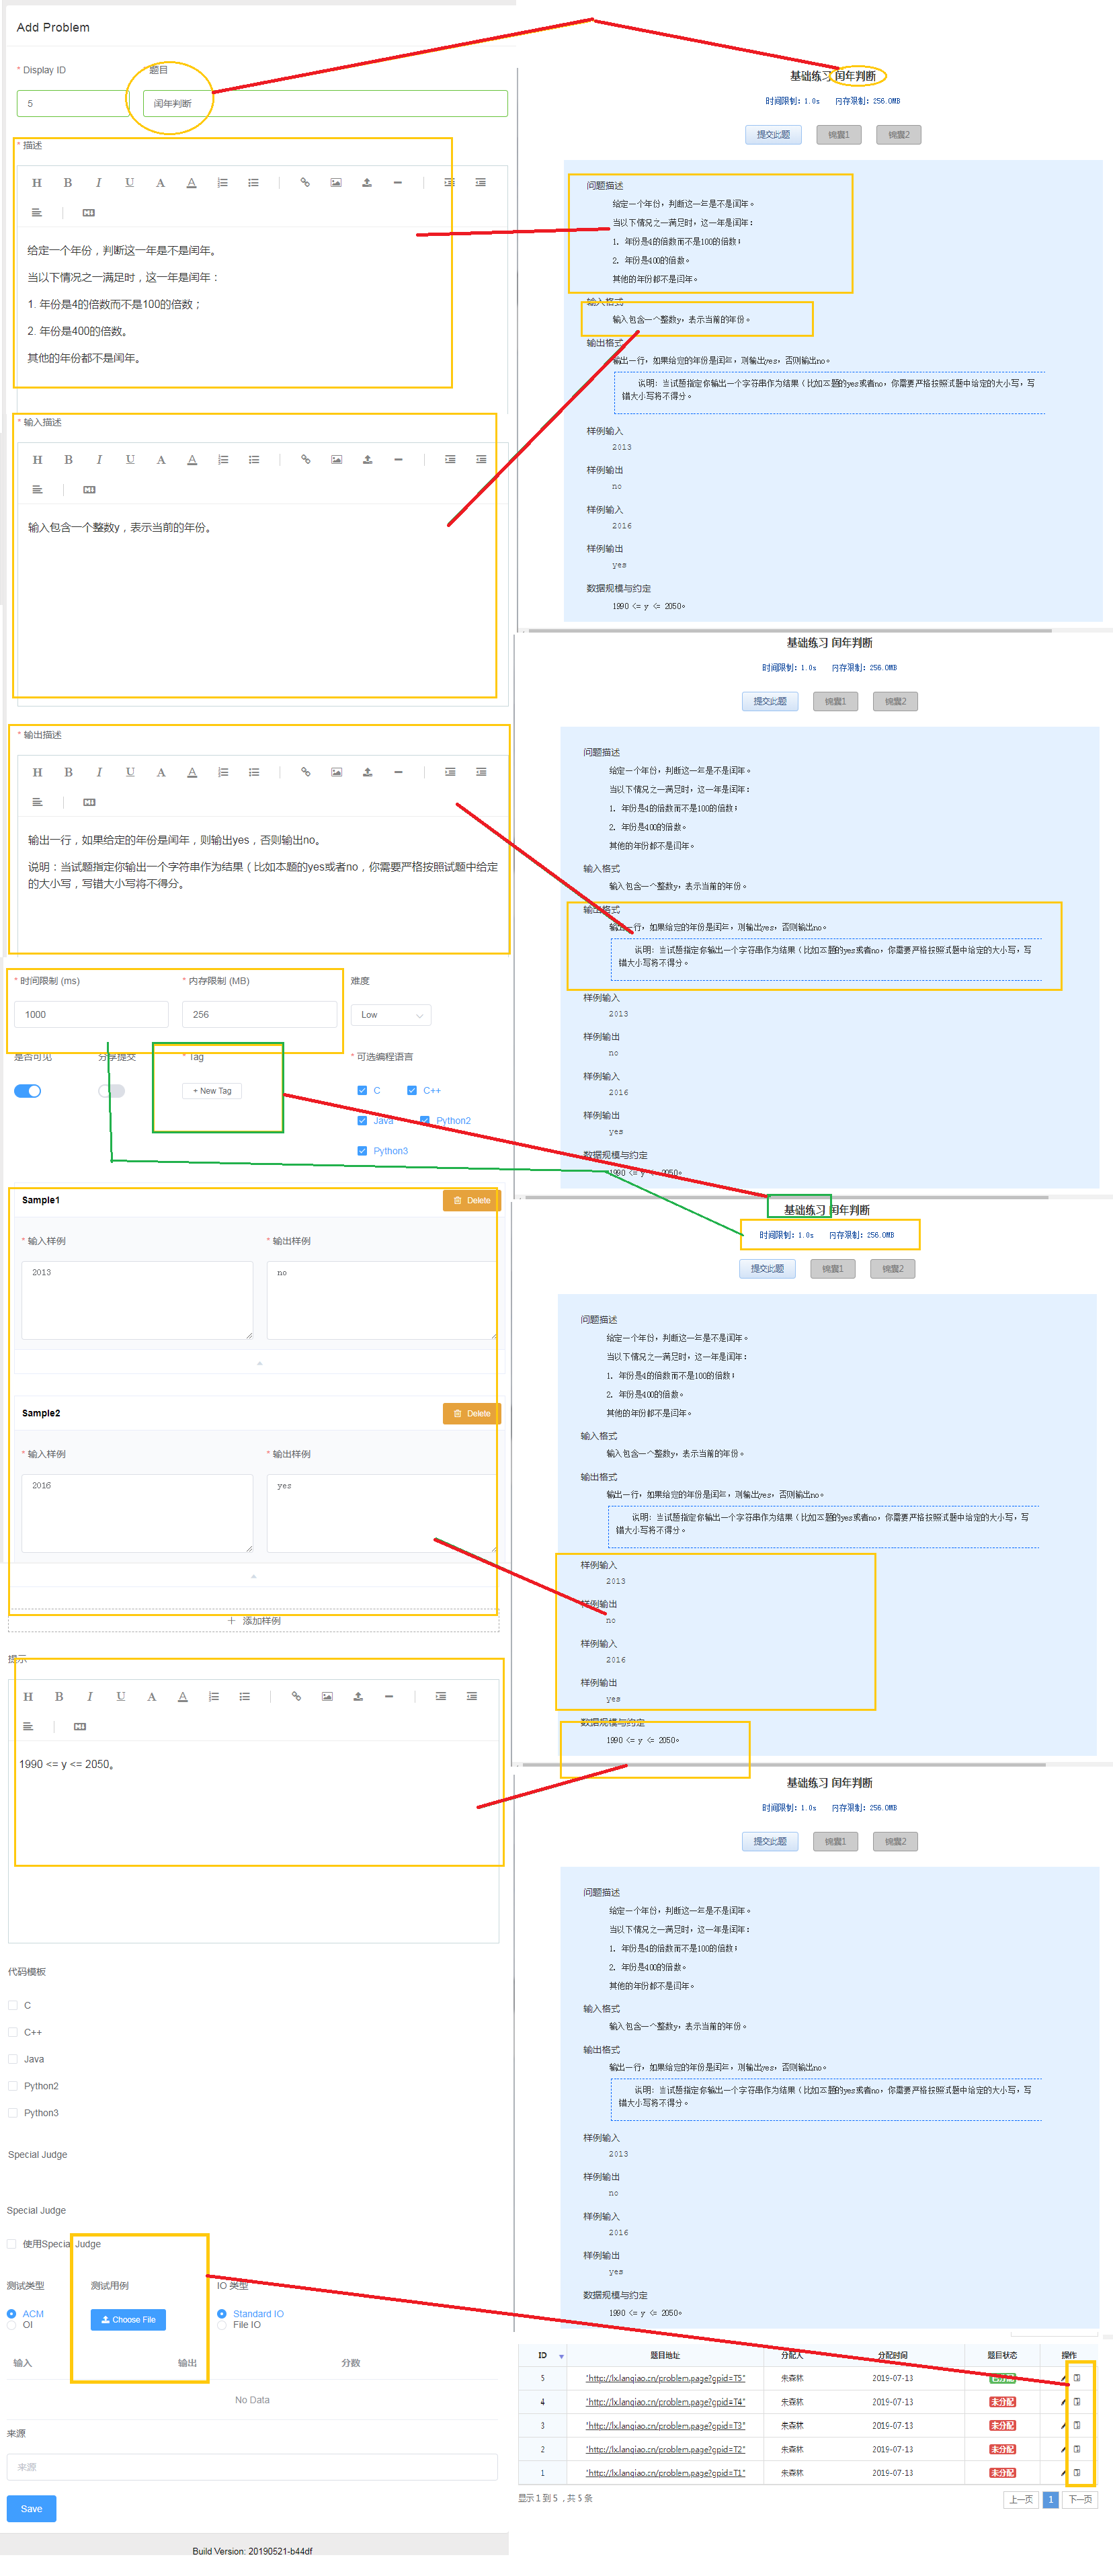 Add Problem
* Display ID
* 题目
5
闰年判断
* 描述
给定一个年份，判断这一年是不是闰年。
当以下情况之一满足时，这一年是闰年：
1. 年份是4的倍数而不是100的倍数；
2. 年份是400的倍数。
其他的年份都不是闰年。
* 输入描述
输入包含一个整数y，表示当前的年份。
* 输出描述
输出一行，如果给定的年份是闰年，则输出yes，否则输出no。
说明：当试题指定你输出一个字符串作为结果（比如本题的yes或者no，你需要严格按照试题中给定
的大小写，写错大小写将不得分。
* 时间限制 (ms)
* 内存限制 (MB)
难度
1000
256
Low
是否可见
分享提交
* Tag
* 可选编程语言
+ New Tag
C
C++
Java
Python2
Python3
Sample1
Delete
* 输入样例
* 输出样例
2013
no
Sample2
Delete
* 输入样例
* 输出样例
2016
yes
+ 添加样例
提示
1990 <= y <= 2050。
代码模板
C
C++
Java
Python2
Python3
Special Judge
Special Judge
使用Special Judge
测试类型
测试用例
IO 类型
ACM
OI
Choose File
Standard IO
File IO
输入
输出
分数
No Data
来源
来源
Save
Build Version: 20190521-b44df
基础练习 闰年判断
时间限制：1.0s 内存限制：256.0MB
提交此题 锦囊1 锦囊2
问题描述
给定一个年份，判断这一年是不是闰年。
当以下情况之一满足时，这一年是闰年：
1. 年份是4的倍数而不是100的倍数；
2. 年份是400的倍数。
其他的年份都不是闰年。
输入格式
输入包含一个整数y，表示当前的年份。
输出格式
输出一行，如果给定的年份是闰年，则输出yes，否则输出no。
说明：当试题指定你输出一个字符串作为结果（比如本题的yes或者no，你需要严格按照试题中给定的大小写，写
错大小写将不得分。
样例输入
2013
样例输出
no
样例输入
2016
样例输出
yes
数据规模与约定
1990 <= y <= 2050。
基础练习 闰年判断
时间限制：1.0s 内存限制：256.0MB
提交此题 锦囊1 锦囊2
问题描述
给定一个年份，判断这一年是不是闰年。
当以下情况之一满足时，这一年是闰年：
1. 年份是4的倍数而不是100的倍数；
2. 年份是400的倍数。
其他的年份都不是闰年。
输入格式
输入包含一个整数y，表示当前的年份。
输出格式
输出一行，如果给定的年份是闰年，则输出yes，否则输出no。
说明：当试题指定你输出一个字符串作为结果（比如本题的yes或者no，你需要严格按照试题中给定的大小写，写
错大小写将不得分。
样例输入
2013
样例输出
no
样例输入
2016
样例输出
yes
数据规模与约定
1990 <= y <= 2050。
基础练习 闰年判断
时间限制：1.0s 内存限制：256.0MB
提交此题 锦囊1 锦囊2
问题描述
给定一个年份，判断这一年是不是闰年。
当以下情况之一满足时，这一年是闰年：
1. 年份是4的倍数而不是100的倍数；
2. 年份是400的倍数。
其他的年份都不是闰年。
输入格式
输入包含一个整数y，表示当前的年份。
输出格式
输出一行，如果给定的年份是闰年，则输出yes，否则输出no。
说明：当试题指定你输出一个字符串作为结果（比如本题的yes或者no，你需要严格按照试题中给定的大小写，写
错大小写将不得分。
样例输入
2013
样例输出
no
样例输入
2016
样例输出
yes
数据规模与约定
1990 <= y <= 2050。
基础练习 闰年判断
时间限制：1.0s 内存限制：256.0MB
提交此题 锦囊1 锦囊2
问题描述
给定一个年份，判断这一年是不是闰年。
当以下情况之一满足时，这一年是闰年：
1. 年份是4的倍数而不是100的倍数；
2. 年份是400的倍数。
其他的年份都不是闰年。
输入格式
输入包含一个整数y，表示当前的年份。
输出格式
输出一行，如果给定的年份是闰年，则输出yes，否则输出no。
说明：当试题指定你输出一个字符串作为结果（比如本题的yes或者no，你需要严格按照试题中给定的大小写，写
错大小写将不得分。
样例输入
2013
样例输出
no
样例输入
2016
样例输出
yes
数据规模与约定
1990 <= y <= 2050。
ID 题目地址 分配人 分配时间 题目状态 操作
5 "http://lx.lanqiao.cn/problem.page?gpid=T5" 朱森林 2019-07-13
4 "http://lx.lanqiao.cn/problem.page?gpid=T4" 朱森林 2019-07-13 未分配
3 "http://lx.lanqiao.cn/problem.page?gpid=T3" 朱森林 2019-07-13 未分配
2 "http://lx.lanqiao.cn/problem.page?gpid=T2" 朱森林 2019-07-13 未分配
1 "http://lx.lanqiao.cn/problem.page?gpid=T1" 朱森林 2019-07-13 未分配
显示 1 到 5 ，共 5 条
上一页 1 下一页